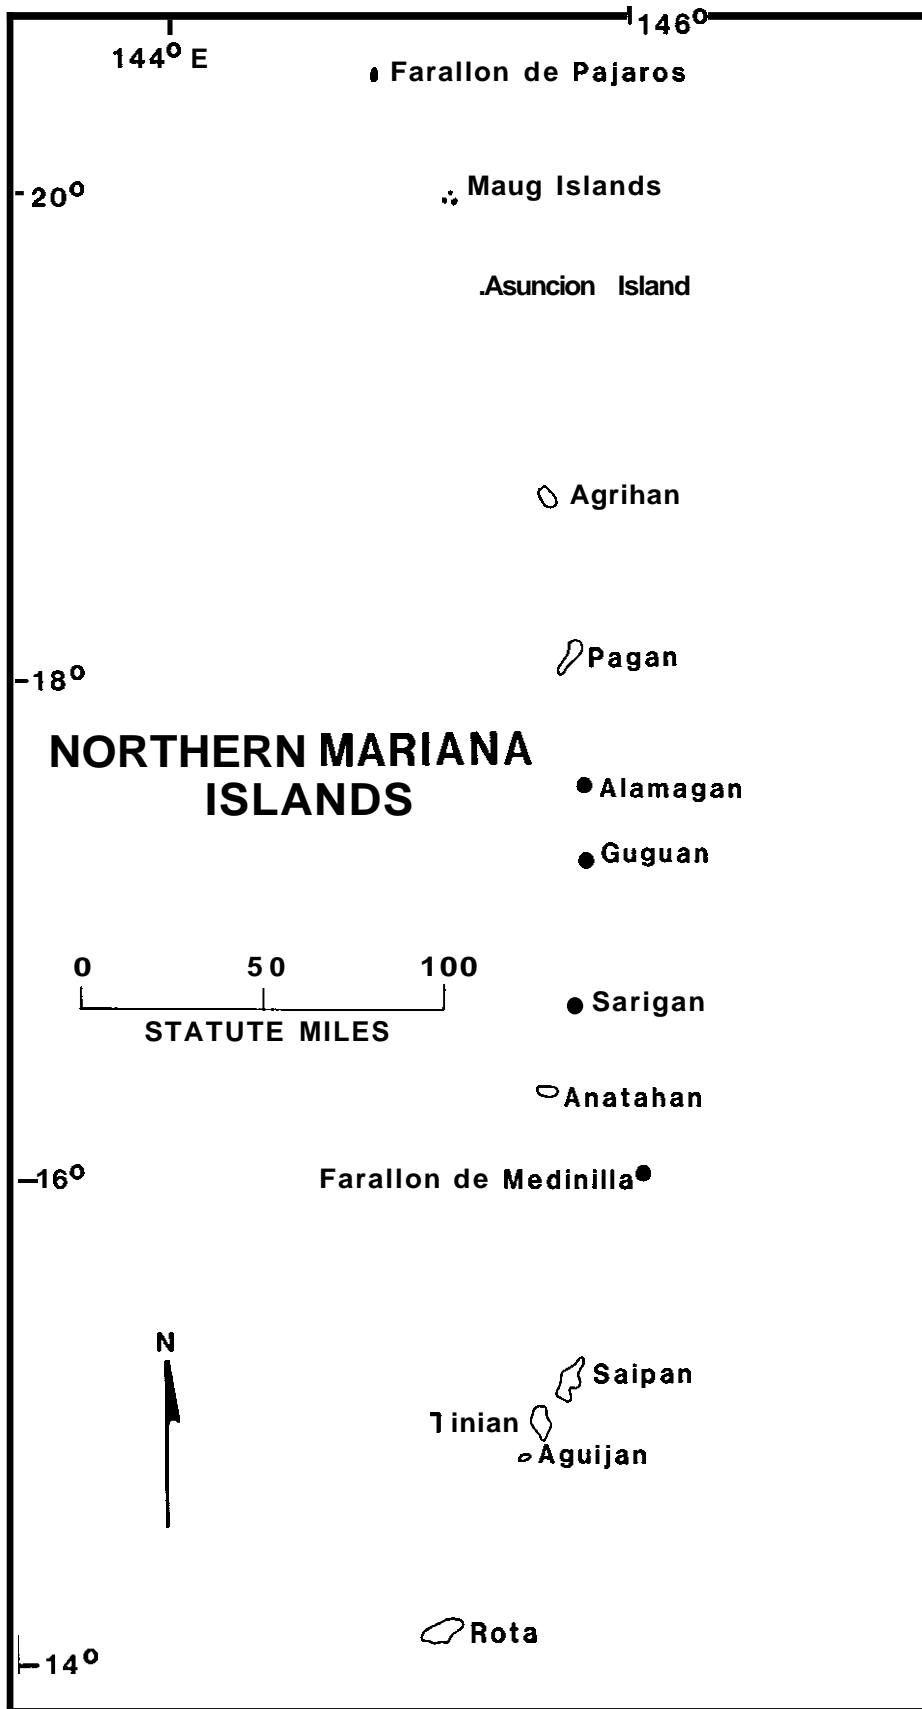 146°
144° E
Farallon de Pajaros
20°
Maug Islands
Asuncion Island
Agrihan
Pagan
18°
NORTHERN MARIANA
ISLANDS
Alamagan
Guguan
0 50 100
Sarigan
STATUTE MILES
Anatahan
16°
Farallon de Medinilla
N
Saipan
Tinian
Aguijan
Rota
14°